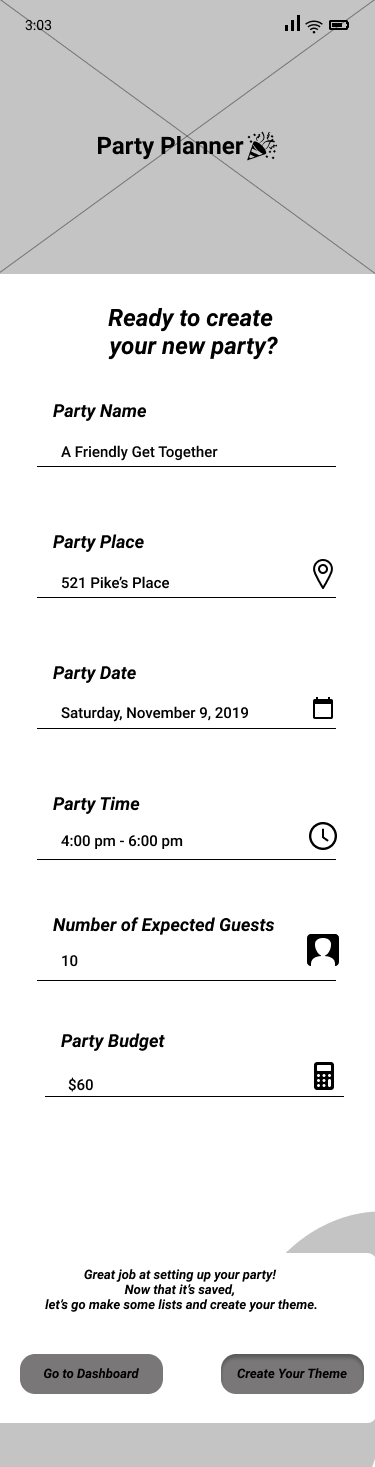 3:03
Party Planner
Ready to create
your new party?
Party Name
A Friendly Get Together
Party Place
521 Pike’s Place
Party Date
Saturday, November 9, 2019
Party Time
4:00 pm - 6:00 pm
Number of Expected Guests
10
Party Budget
$60
Great job at setting up your party!
Now that it’s saved,
let’s go make some lists and create your theme.
Go to Dashboard
Create Your Theme